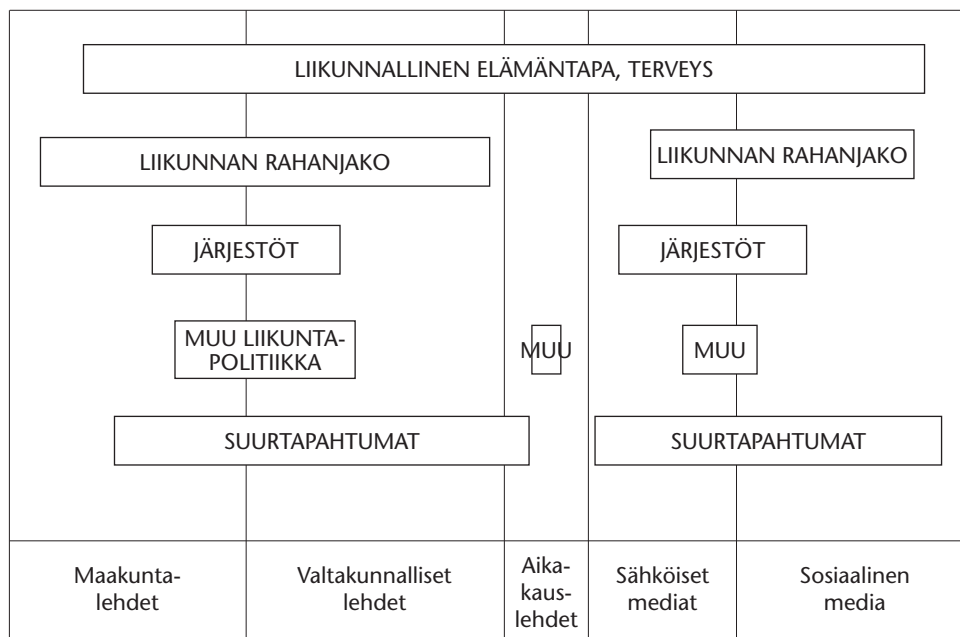 LIIKUNNALLINEN ELÄMÄNTAPA, TERVEYS
LIIKUNNAN RAHANJAKO
LIIKUNNAN RAHANJAKO
JÄRJESTÖT
JÄRJESTÖT
MUU LIIKUNTA-
POLITIIKKA
MUU
MUU
SUURTAPAHTUMAT
SUURTAPAHTUMAT
Maakunta-
lehdet
Valtakunnalliset
lehdet
Aika-
kaus-
lehdet
Sähköiset
mediat
Sosiaalinen
media